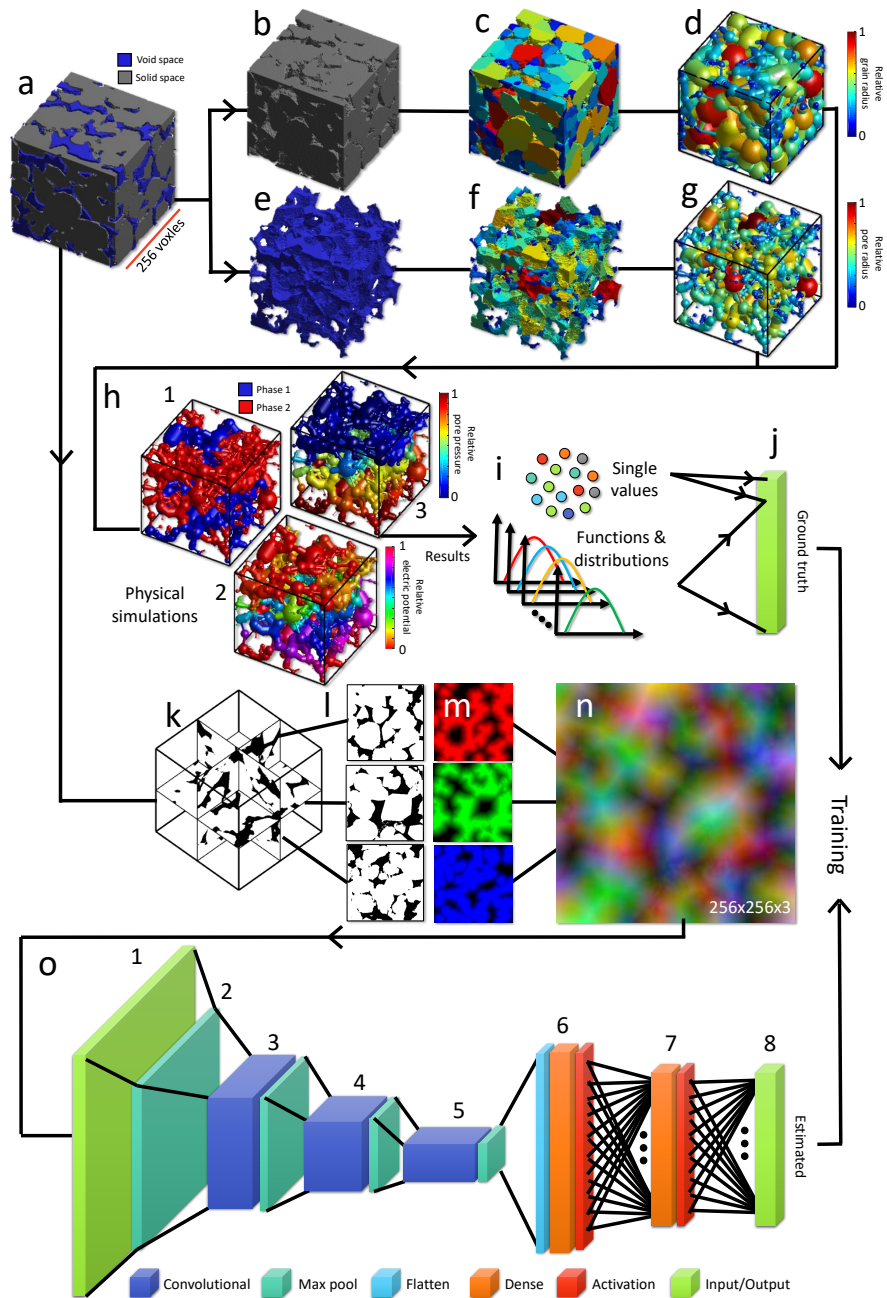 a
Void space
Solid space
256 voxles
b
c
d
1
Relative
grain radius
0
e
f
g
1
Relative
pore radius
0
h
1
Phase 1
Phase 2
1
Relative
pore pressure
0
3
2
1
Relative
electric potential
0
Physical
simulations
Results
i
Single
values
Functions &
distributions
j
Ground truth
k
l
m
n
256x256x3
Training
o
1
2
3
4
5
6
7
8
Estimated
Convolutional
Max pool
Flatten
Dense
Activation
Input/Output